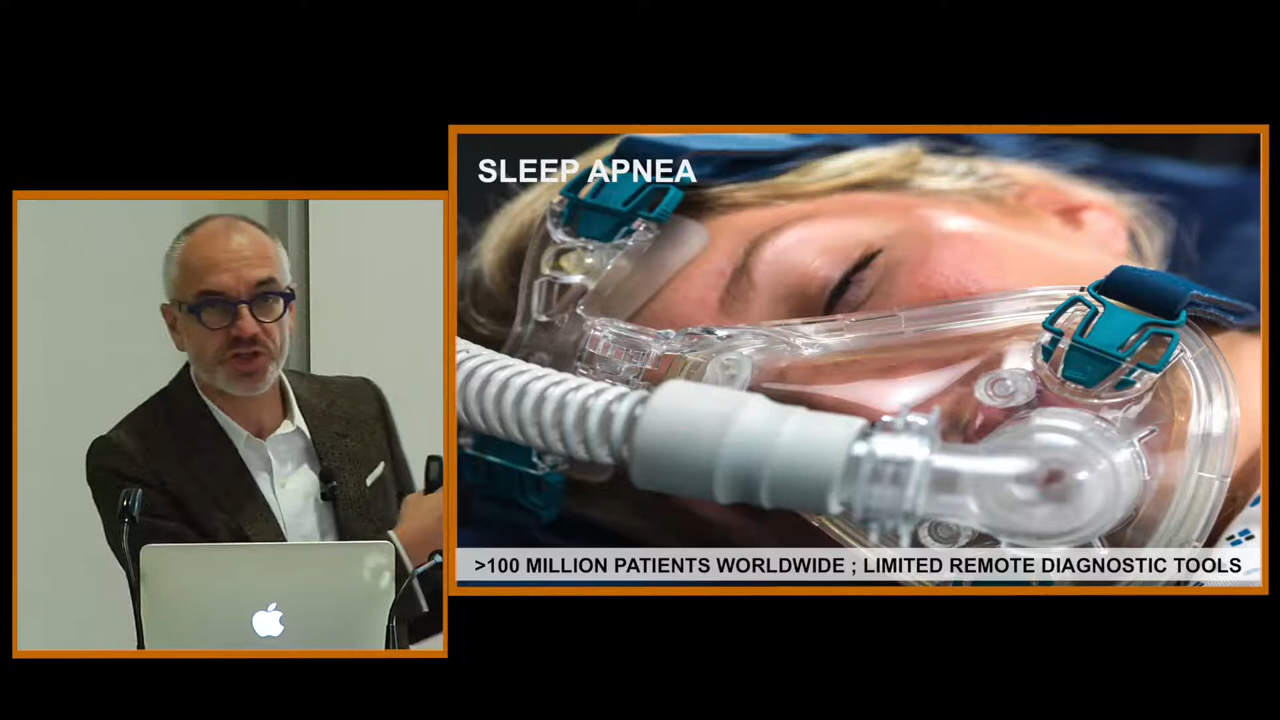 SLEEP APNEA
>100 MILLION PATIENTS WORLDWIDE ; LIMITED REMOTE DIAGNOSTIC TOOLS